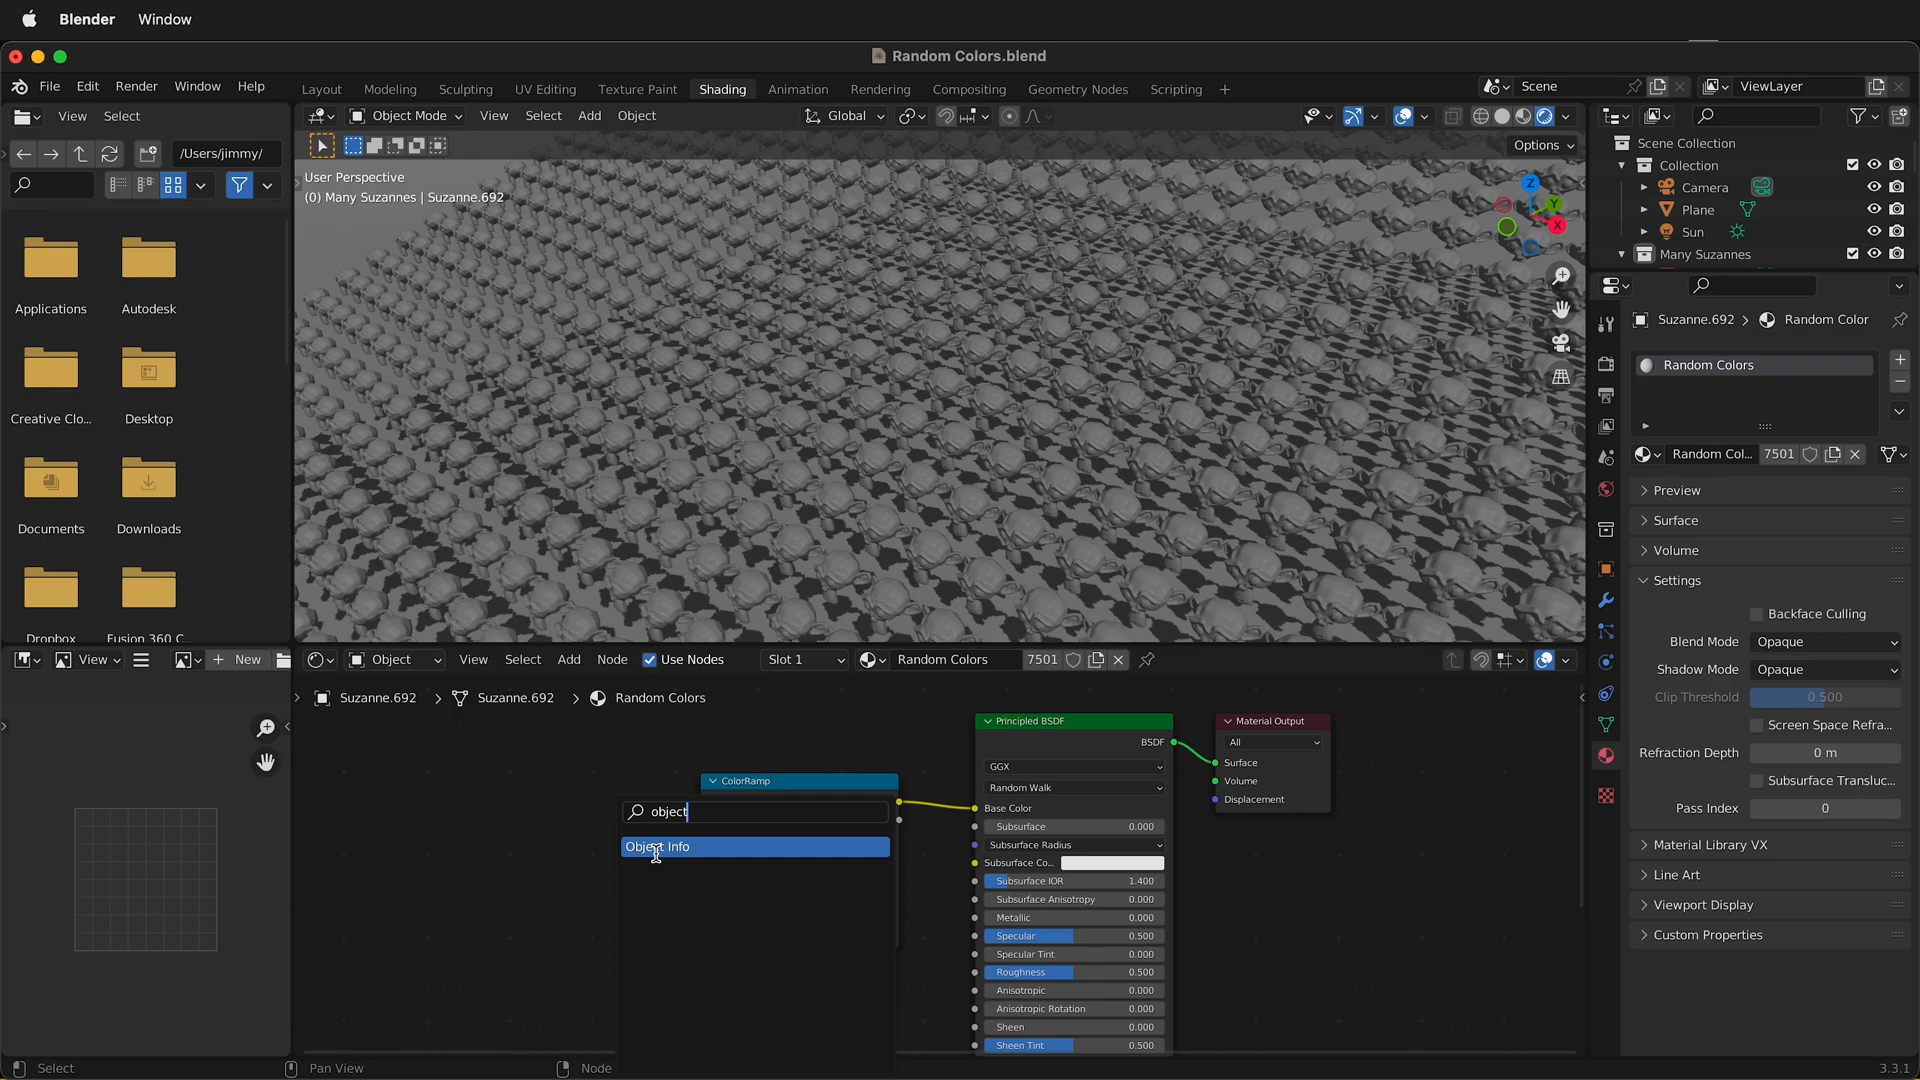 Blender Window
Random Colors.blend
File Edit Render Window Help
Layout Modeling Sculpting UV Editing Texture Paint Shading Animation Rendering Compositing Geometry Nodes Scripting +
Scene
ViewLayer
View Select
Object Mode View Select Add Object
Global
/Users/jimmy/
Options
User Perspective
(0) Many Suzannes | Suzanne.692
Z
Y
X
Applications Autodesk
Creative Clo... Desktop
Documents Downloads
Dropbox Fusion 360 C...
Scene Collection
Collection
Camera
Plane
Sun
Many Suzannes
Suzanne.692 > Random Color
Random Colors
Random Col... 7501
Preview
Surface
Volume
Settings
Backface Culling
Blend Mode Opaque
Shadow Mode Opaque
Clip Threshold 0.500
Screen Space Refra...
Refraction Depth 0 m
Subsurface Transluc...
Pass Index 0
Material Library VX
Line Art
Viewport Display
Custom Properties
View + New
Object View Select Add Node Use Nodes Slot 1 Random Colors 7501
Suzanne.692 > Suzanne.692 > Random Colors
ColorRamp
object
Object Info
Principled BSDF
BSDF
GGX
Random Walk
Base Color
Subsurface 0.000
Subsurface Radius
Subsurface Co...
Subsurface IOR 1.400
Subsurface Anisotropy 0.000
Metallic 0.000
Specular 0.500
Specular Tint 0.000
Roughness 0.500
Anisotropic 0.000
Anisotropic Rotation 0.000
Sheen 0.000
Sheen Tint 0.500
Material Output
All
Surface
Volume
Displacement
Select Pan View Node 3.3.1